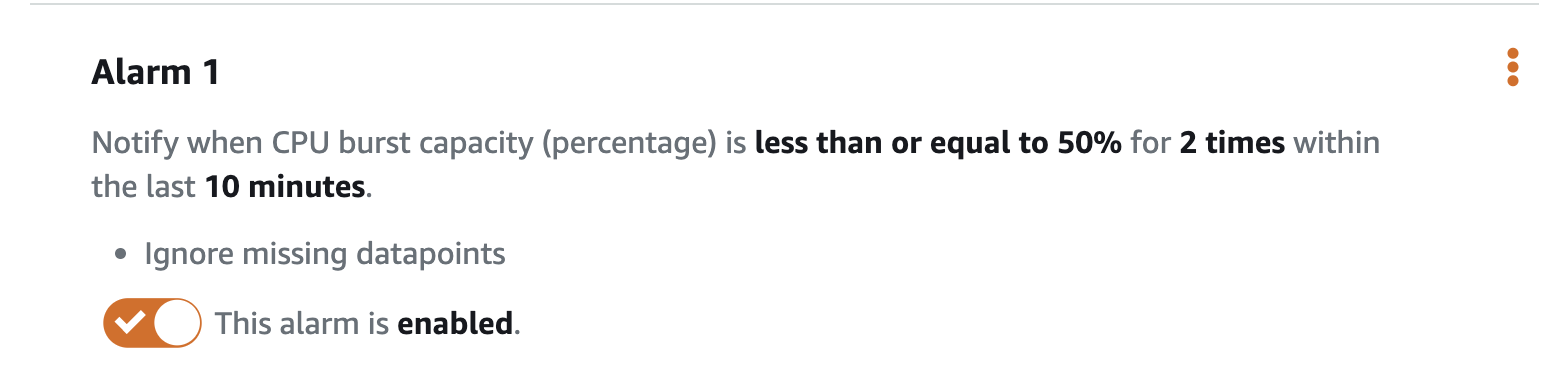 Alarm 1
Notify when CPU burst capacity (percentage) is less than or equal to 50% for 2 times within
the last 10 minutes.
• Ignore missing datapoints
This alarm is enabled.